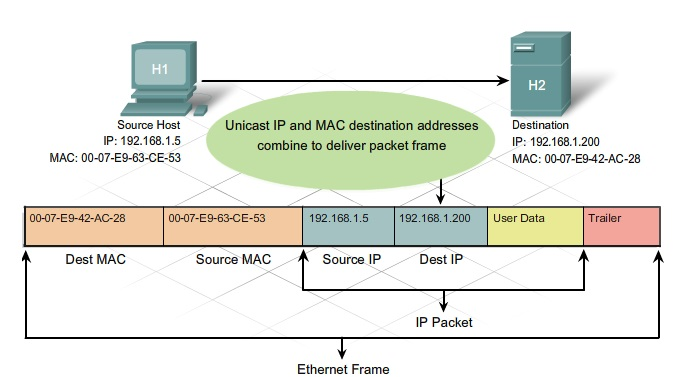 H1
H2
Source Host
IP: 192.168.1.5
MAC: 00-07-E9-63-CE-53
Unicast IP and MAC destination addresses
combine to deliver packet frame
Destination
IP: 192.168.1.200
MAC: 00-07-E9-42-AC-28
00-07-E9-42-AC-28
00-07-E9-63-CE-53
192.168.1.5
192.168.1.200
User Data
Trailer
Dest MAC
Source MAC
Source IP
Dest IP
IP Packet
Ethernet Frame